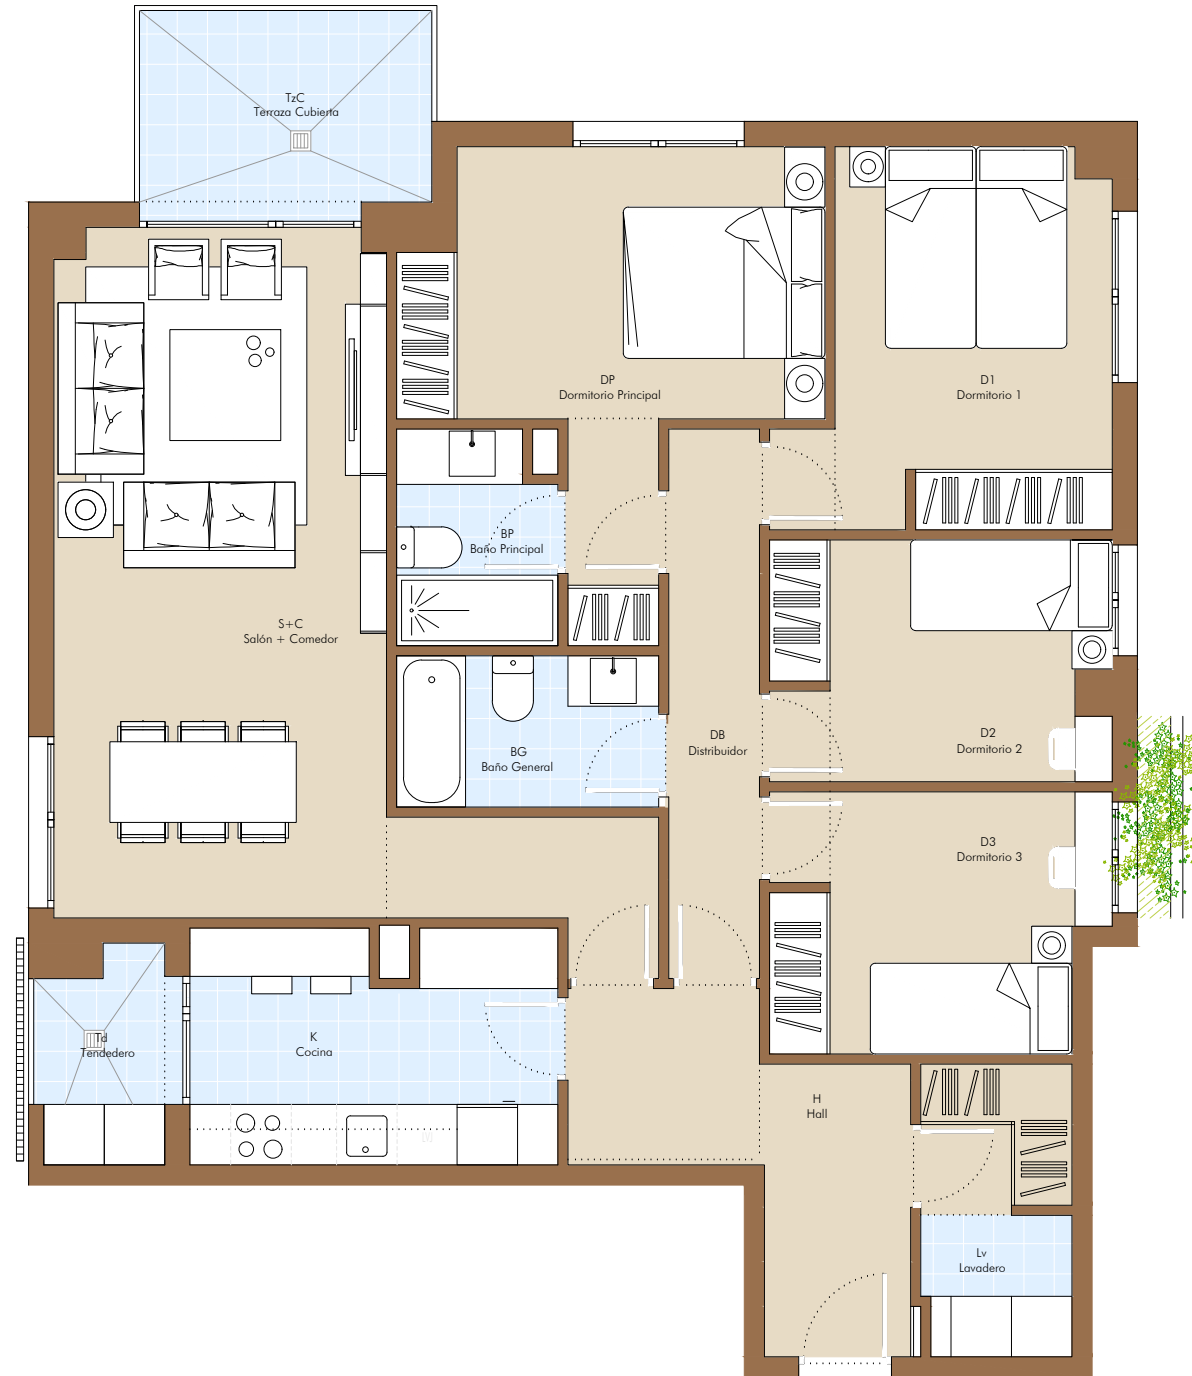 TzC
Terraza Cubierta
DP
Dormitorio Principal
D1
Dormitorio 1
BP
Baño Principal
S+C
Salón + Comedor
DB
Distribuidor
D2
Dormitorio 2
BG
Baño General
D3
Dormitorio 3
Td
Tendedero
K
Cocina
H
Hall
Lv
Lavadero